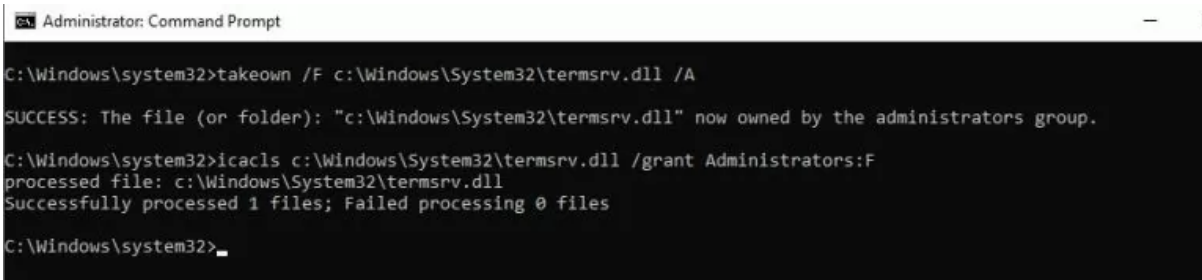 Administrator: Command Prompt
C:\Windows\system32>takeown /F c:\Windows\System32\termsrv.dll /A
SUCCESS: The file (or folder): "c:\Windows\System32\termsrv.dll" now owned by the administrators group.
C:\Windows\system32>icacls c:\Windows\System32\termsrv.dll /grant Administrators:F
processed file: c:\Windows\System32\termsrv.dll
Successfully processed 1 files; Failed processing 0 files
C:\Windows\system32>